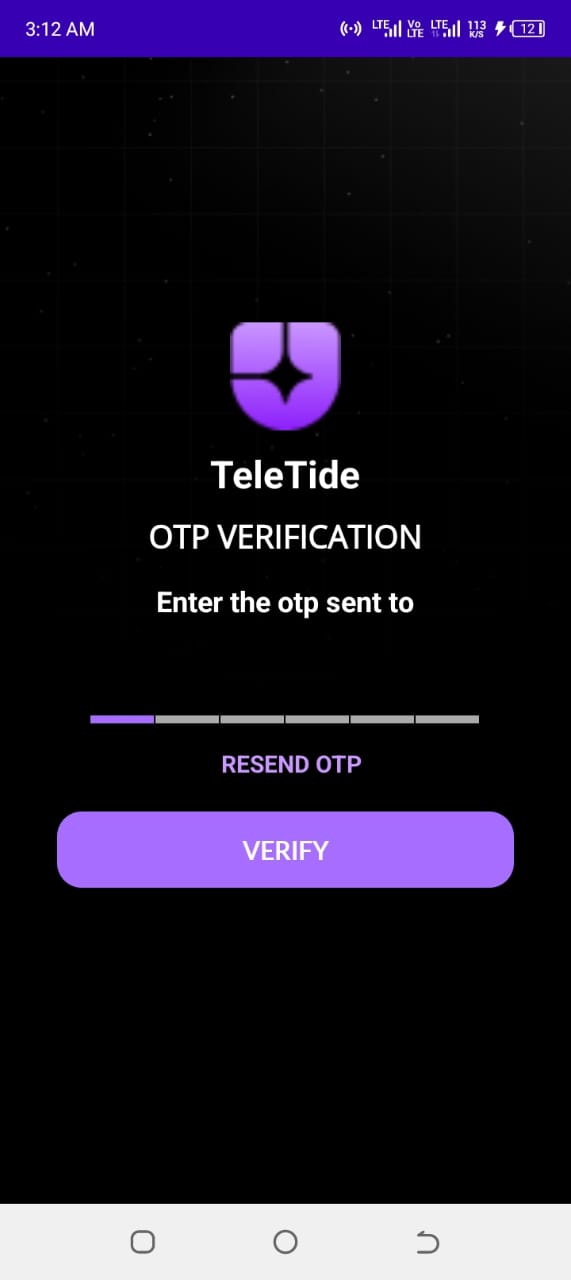 3:12 AM
LTE Vo LTE LTE 113 K/S 12
TeleTide
OTP VERIFICATION
Enter the otp sent to
RESEND OTP
VERIFY